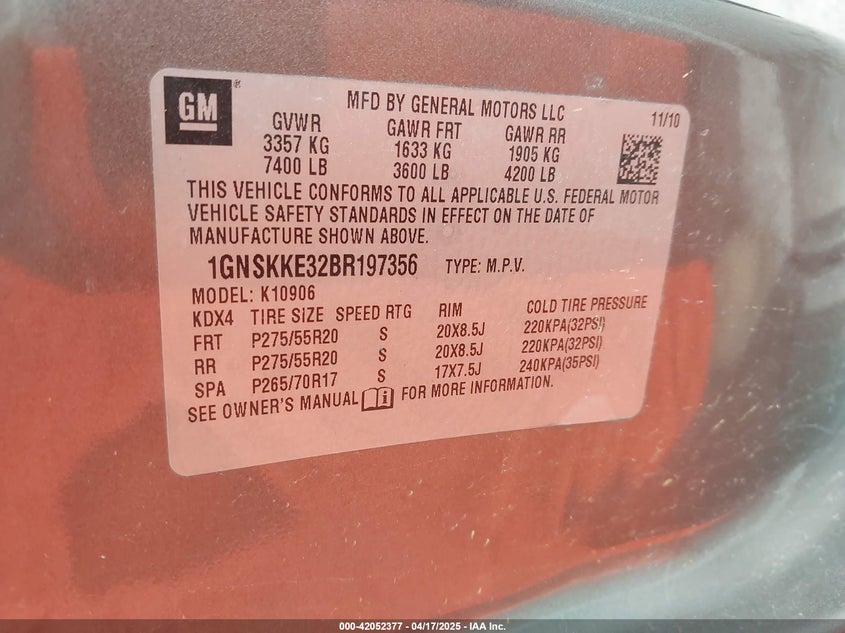 GM ®
MFD BY GENERAL MOTORS LLC 11/10
GVWR GAWR FRT GAWR RR
3357 KG 1633 KG 1905 KG
7400 LB 3600 LB 4200 LB
THIS VEHICLE CONFORMS TO ALL APPLICABLE U.S. FEDERAL MOTOR
VEHICLE SAFETY STANDARDS IN EFFECT ON THE DATE OF
MANUFACTURE SHOWN ABOVE.
1GNSKKE32BR197356 TYPE: M.P.V.
MODEL: K10906
KDX4 TIRE SIZE SPEED RTG RIM COLD TIRE PRESSURE
FRT P275/55R20 S 20X8.5J 220KPA(32PSI)
RR P275/55R20 S 20X8.5J 220KPA(32PSI)
SPA P265/70R17 S 17X7.5J 240KPA(35PSI)
SEE OWNER'S MANUAL FOR MORE INFORMATION.
000-42052377 - 04/17/2025 - IAA Inc.